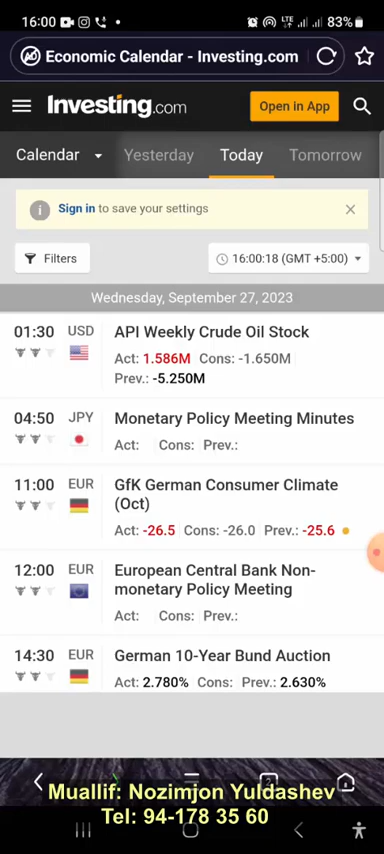 16:00 LTE 83%
Economic Calendar - Investing.com
Investing.com Open in App
Calendar Yesterday Today Tomorrow
Sign in to save your settings
Filters 16:00:18 (GMT +5:00)
Wednesday, September 27, 2023
01:30 USD API Weekly Crude Oil Stock
Act: 1.586M Cons: -1.650M
Prev.: -5.250M
04:50 JPY Monetary Policy Meeting Minutes
Act: Cons: Prev.:
11:00 EUR GfK German Consumer Climate
(Oct)
Act: -26.5 Cons: -26.0 Prev.: -25.6
12:00 EUR European Central Bank Non-
monetary Policy Meeting
Act: Cons: Prev.:
14:30 EUR German 10-Year Bund Auction
Act: 2.780% Cons: Prev.: 2.630%
Muallif: Nozimjon Yuldashev
Tel: 94-178 35 60